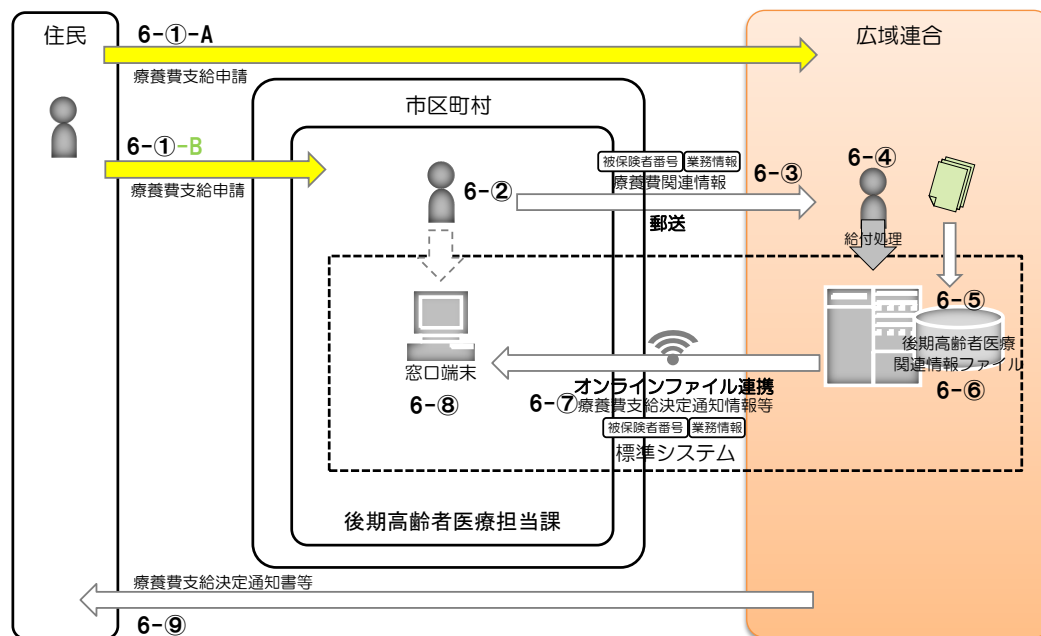 住民
6-①-A
広域連合
療養費支給申請
市区町村
6-①-B
療養費支給申請
被保険者番号 業務情報
療養費関連情報
6-②
6-③
6-④
郵送
給付処理
6-⑤
後期高齢者医療
関連情報ファイル
6-⑥
窓口端末
6-⑧
オンラインファイル連携
6-⑦療養費支給決定通知情報等
被保険者番号 業務情報
標準システム
後期高齢者医療担当課
療養費支給決定通知書等
6-⑨